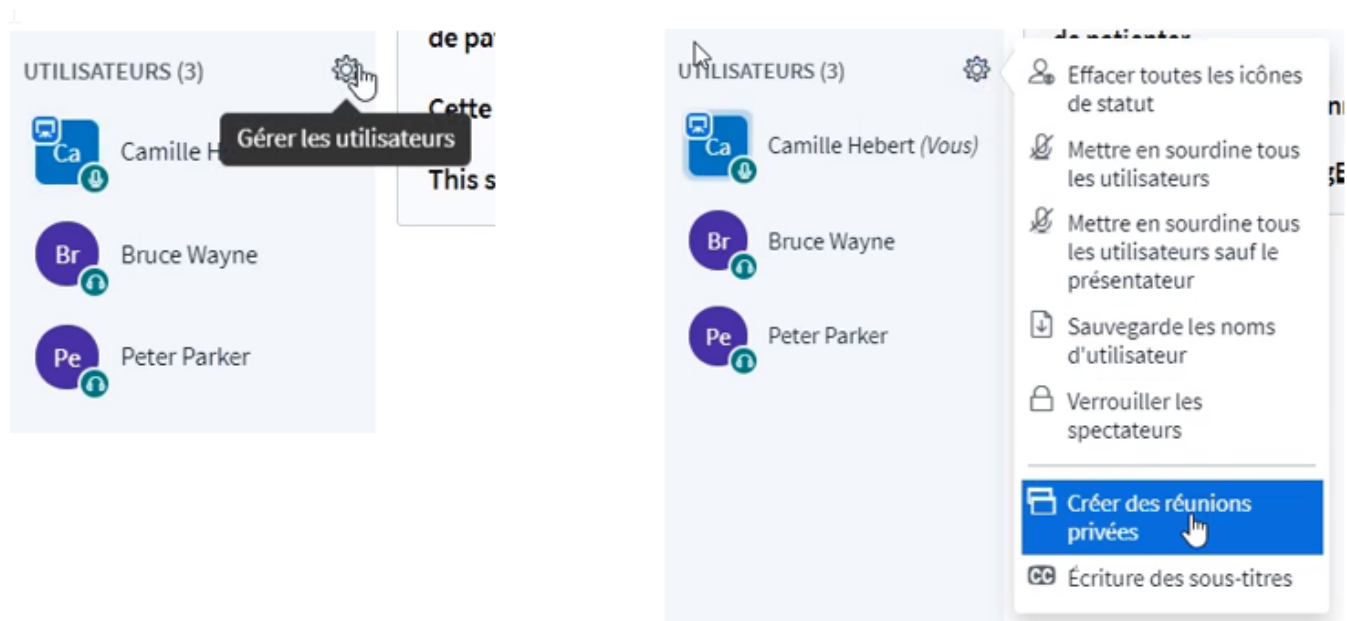 de pa
UTILISATEURS (3)
Cette
Gérer les utilisateurs
Ca
Camille H
This s
Br
Bruce Wayne
Pe
Peter Parker
de patienter
UTILISATEURS (3)
Ca
Camille Hebert (Vous)
Br
Bruce Wayne
Pe
Peter Parker
Effacer toutes les icônes
de statut
Mettre en sourdine tous
les utilisateurs
Mettre en sourdine tous
les utilisateurs sauf le
présentateur
Sauvegarde les noms
d'utilisateur
Verrouiller les
spectateurs
Créer des réunions
privées
CC
Écriture des sous-titres